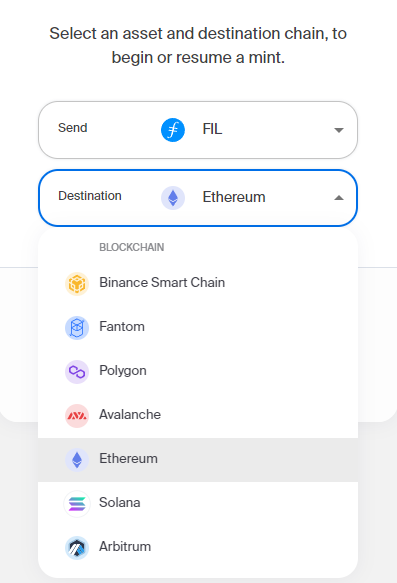 Select an asset and destination chain, to
begin or resume a mint.
Send FIL
Destination Ethereum
BLOCKCHAIN
Binance Smart Chain
Fantom
Polygon
Avalanche
Ethereum
Solana
Arbitrum